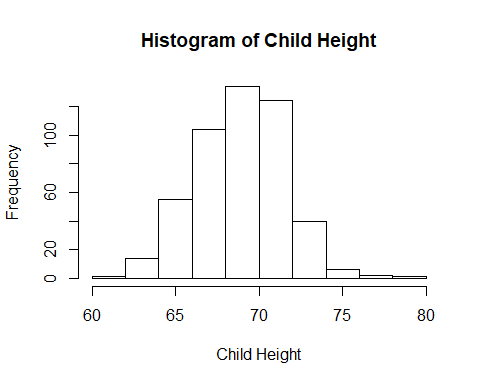 Histogram of Child Height
Frequency
100
60
20
0
60 65 70 75 80
Child Height